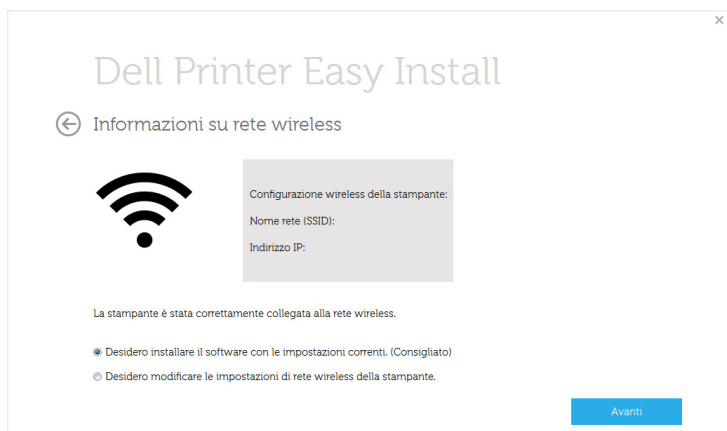 Dell Printer Easy Install
Informazioni su rete wireless
Configurazione wireless della stampante:
Nome rete (SSID):
Indirizzo IP:
La stampante è stata correttamente collegata alla rete wireless.
Desidero installare il software con le impostazioni correnti. (Consigliato)
Desidero modificare le impostazioni di rete wireless della stampante.
Avanti